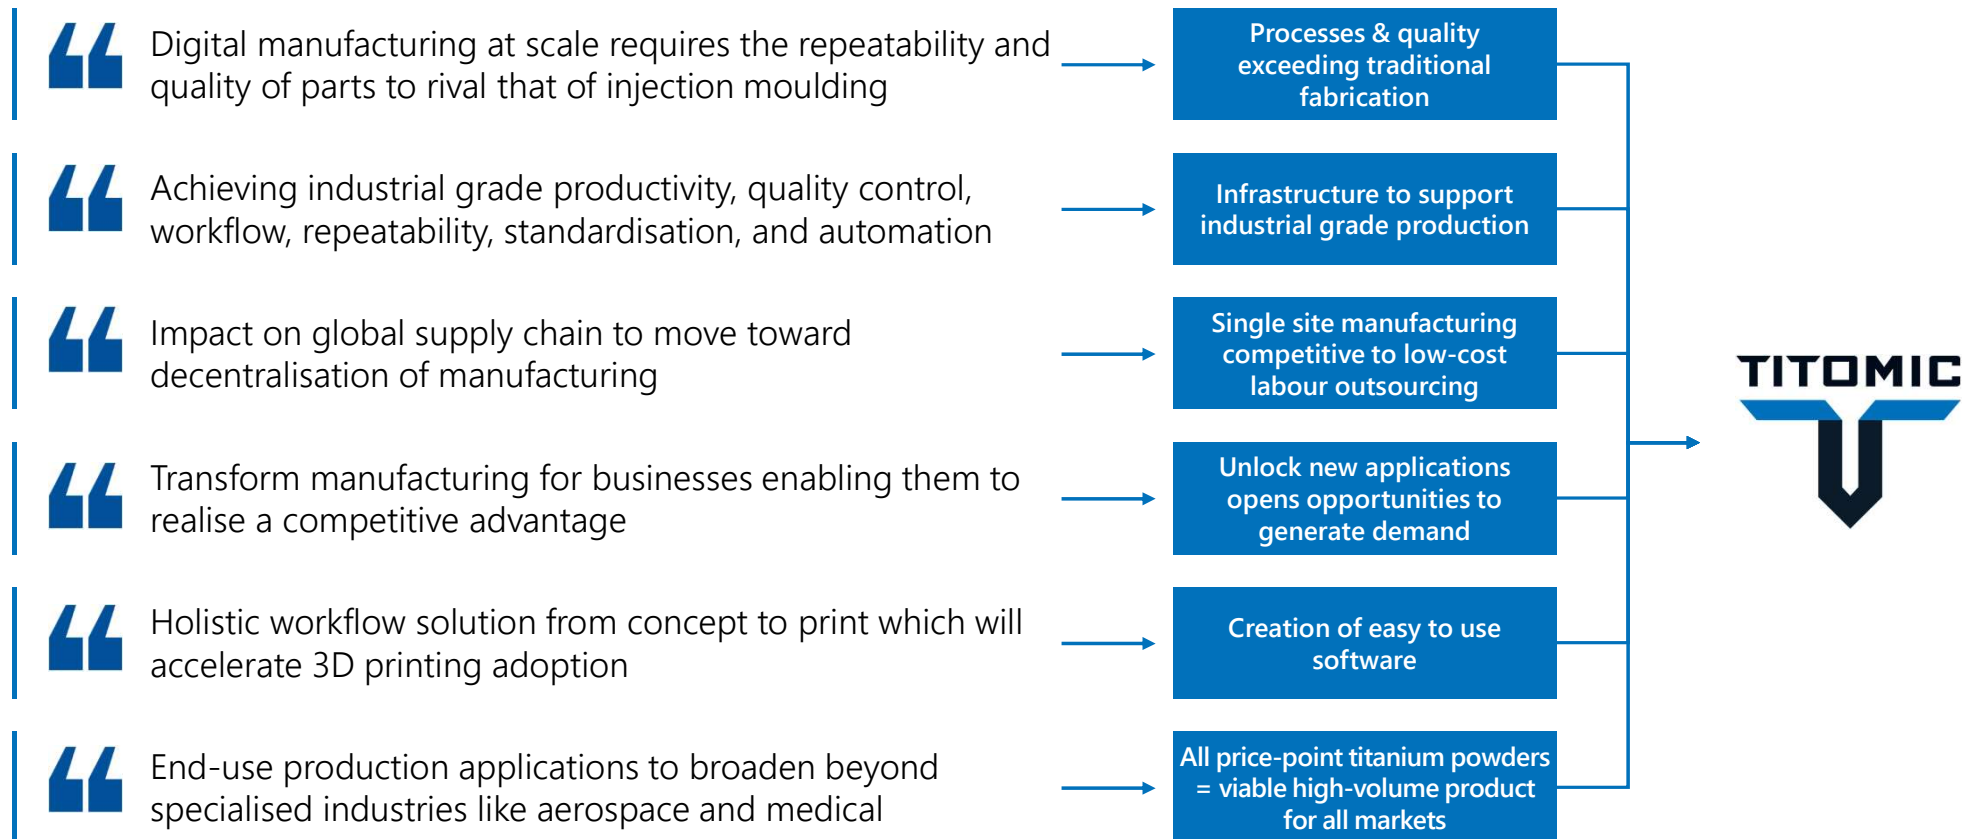 Digital manufacturing at scale requires the repeatability and
quality of parts to rival that of injection moulding
Processes & quality
exceeding traditional
fabrication
Achieving industrial grade productivity, quality control,
workflow, repeatability, standardisation, and automation
Infrastructure to support
industrial grade production
Impact on global supply chain to move toward
decentralisation of manufacturing
Single site manufacturing
competitive to low-cost
labour outsourcing
Transform manufacturing for businesses enabling them to
realise a competitive advantage
Unlock new applications
opens opportunities to
generate demand
Holistic workflow solution from concept to print which will
accelerate 3D printing adoption
Creation of easy to use
software
End-use production applications to broaden beyond
specialised industries like aerospace and medical
All price-point titanium powders
= viable high-volume product
for all markets
TITOMIC